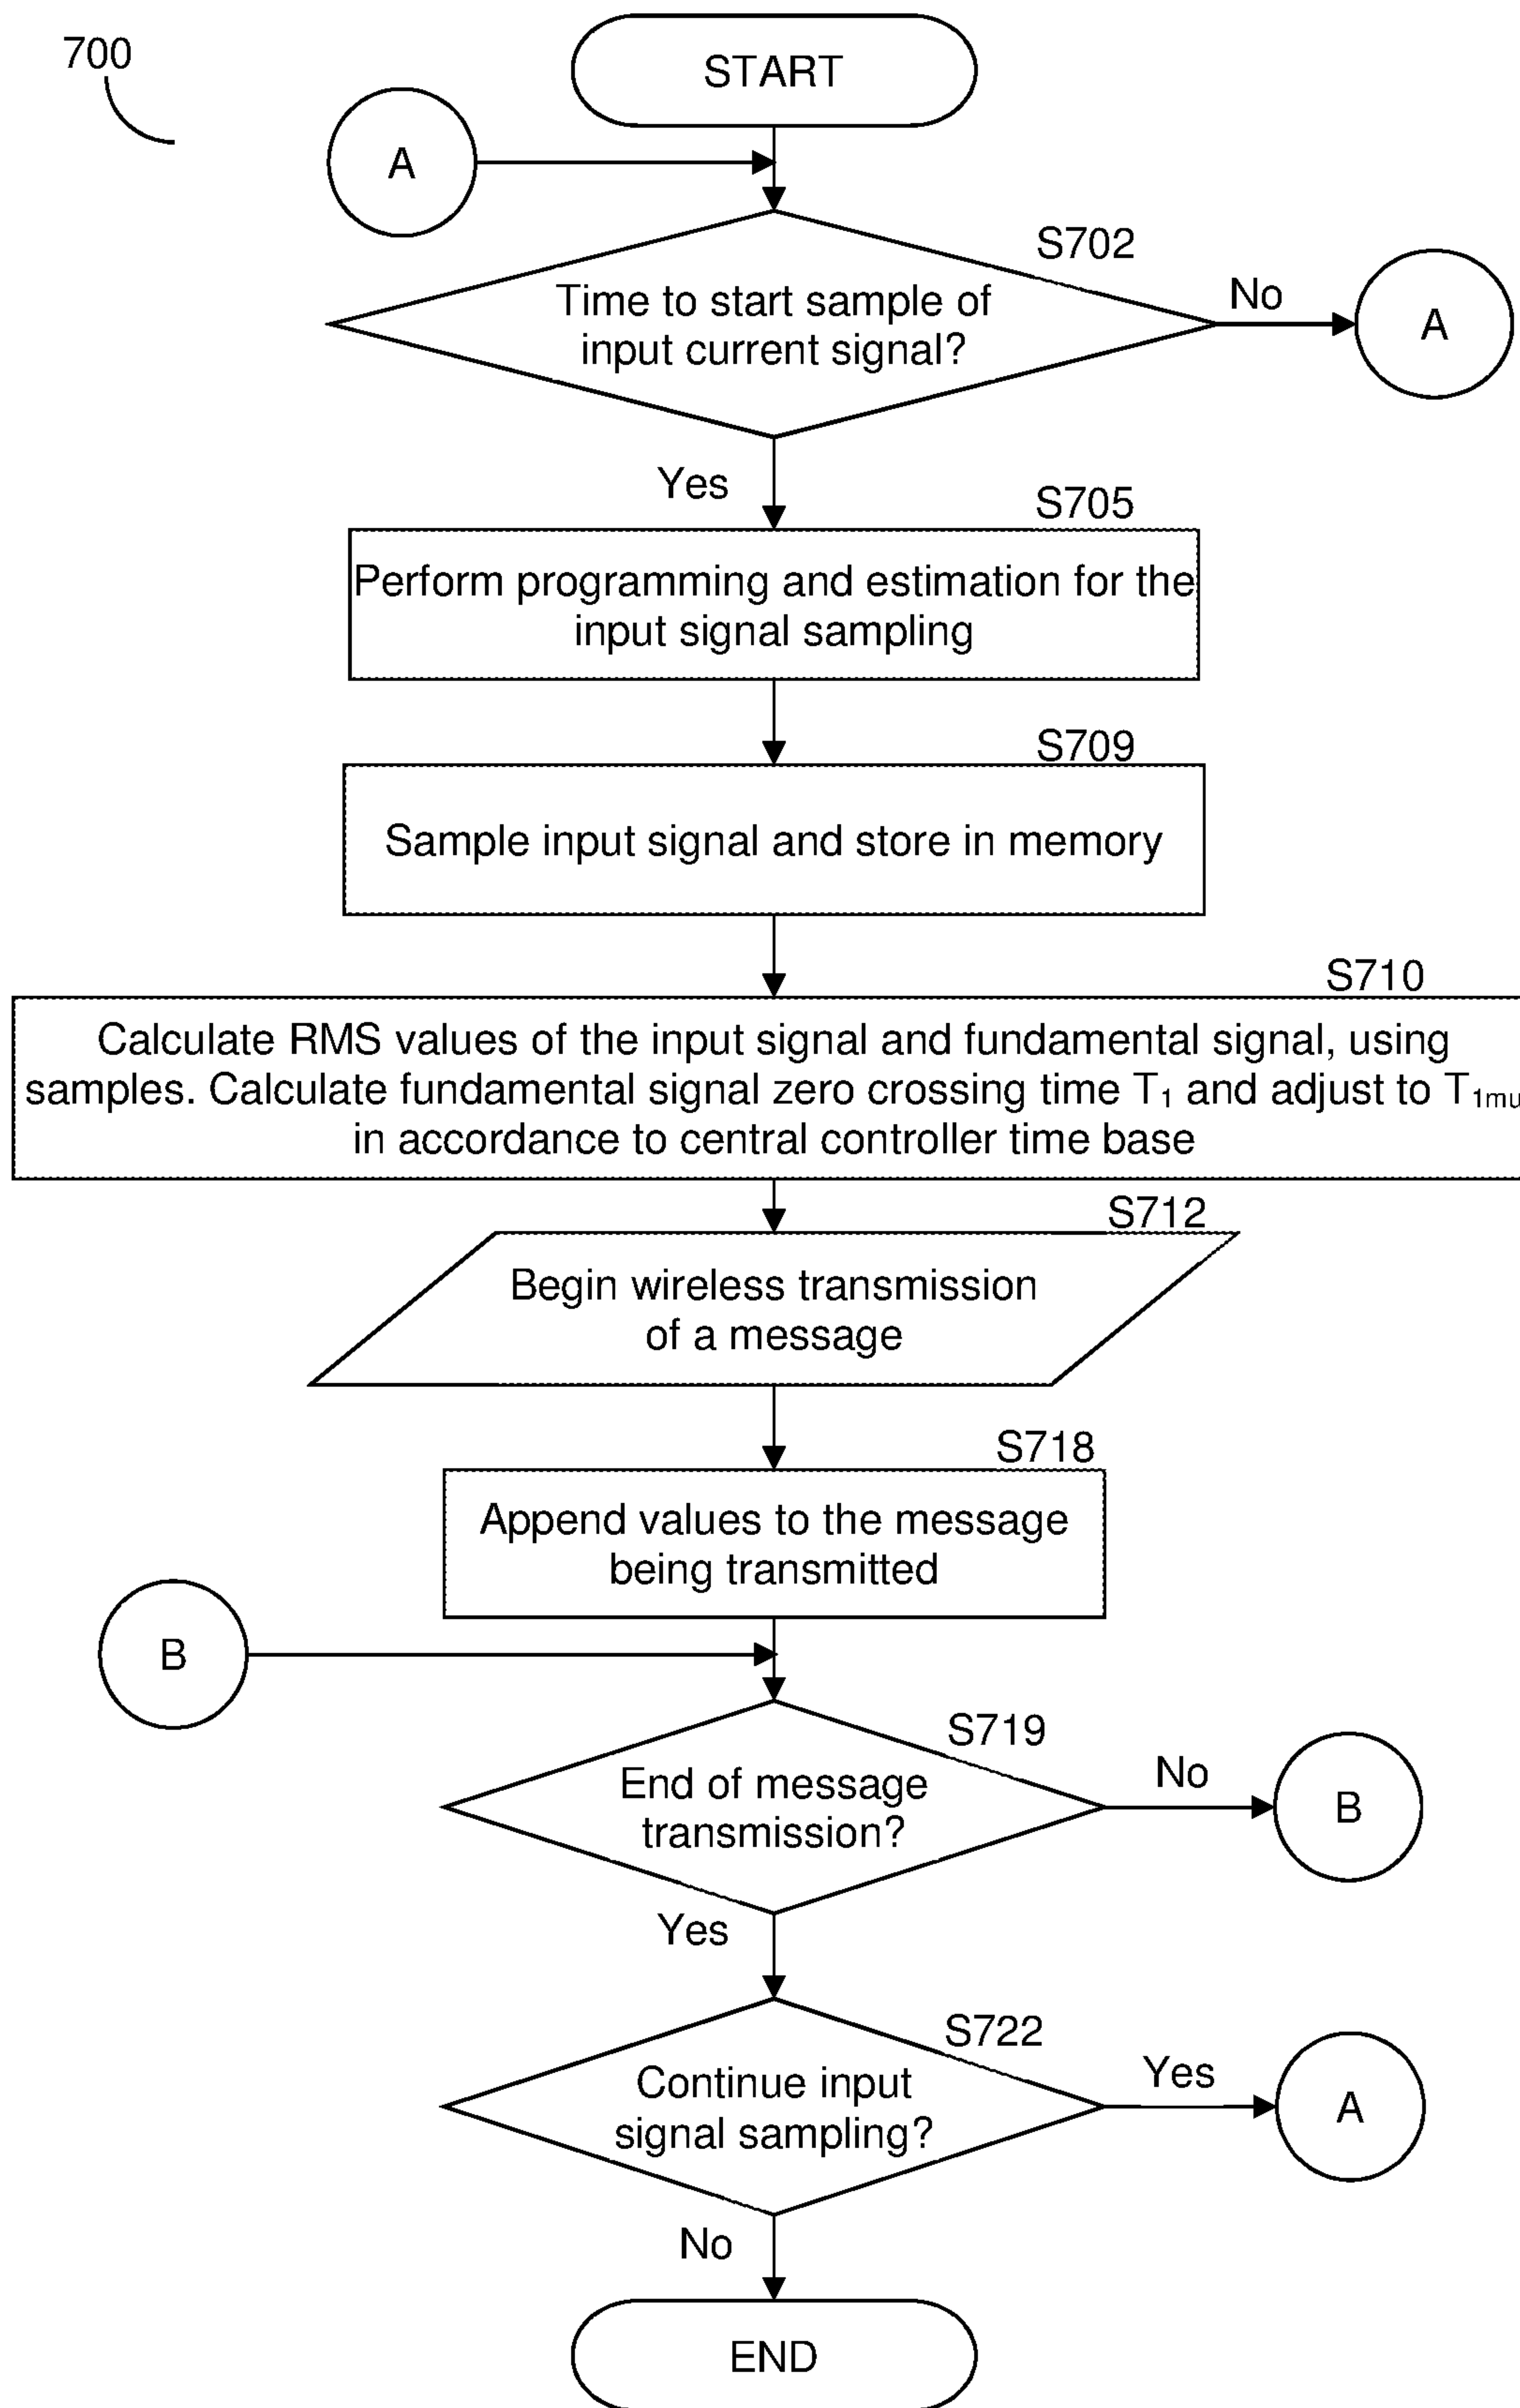 700
START
A
S702
Time to start sample of
input current signal?
No
A
Yes
S705
Perform programming and estimation for the
input signal sampling
S709
Sample input signal and store in memory
S710
Calculate RMS values of the input signal and fundamental signal, using
samples. Calculate fundamental signal zero crossing time T₁ and adjust to T₁mu
in accordance to central controller time base
S712
Begin wireless transmission
of a message
S718
Append values to the message
being transmitted
B
S719
End of message
transmission?
No
B
Yes
S722
Continue input
signal sampling?
Yes
A
No
END